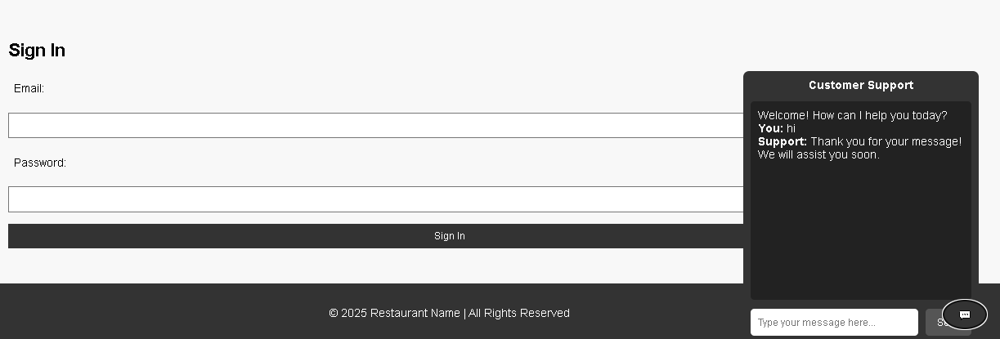 Sign In
Email:
Password:
Sign In
© 2025 Restaurant Name | All Rights Reserved
Customer Support
Welcome! How can I help you today?
You: hi
Support: Thank you for your message!
We will assist you soon.
Type your message here...